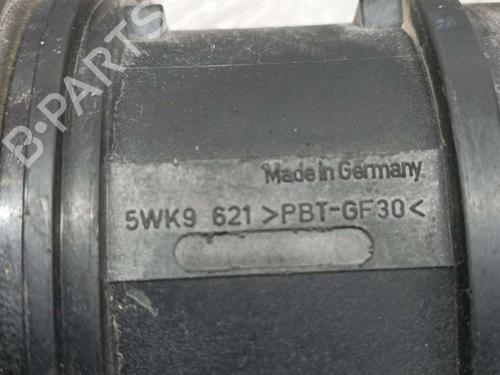 B-PARTS
Made in Germany
5WK9 621 >PBT-GF30<